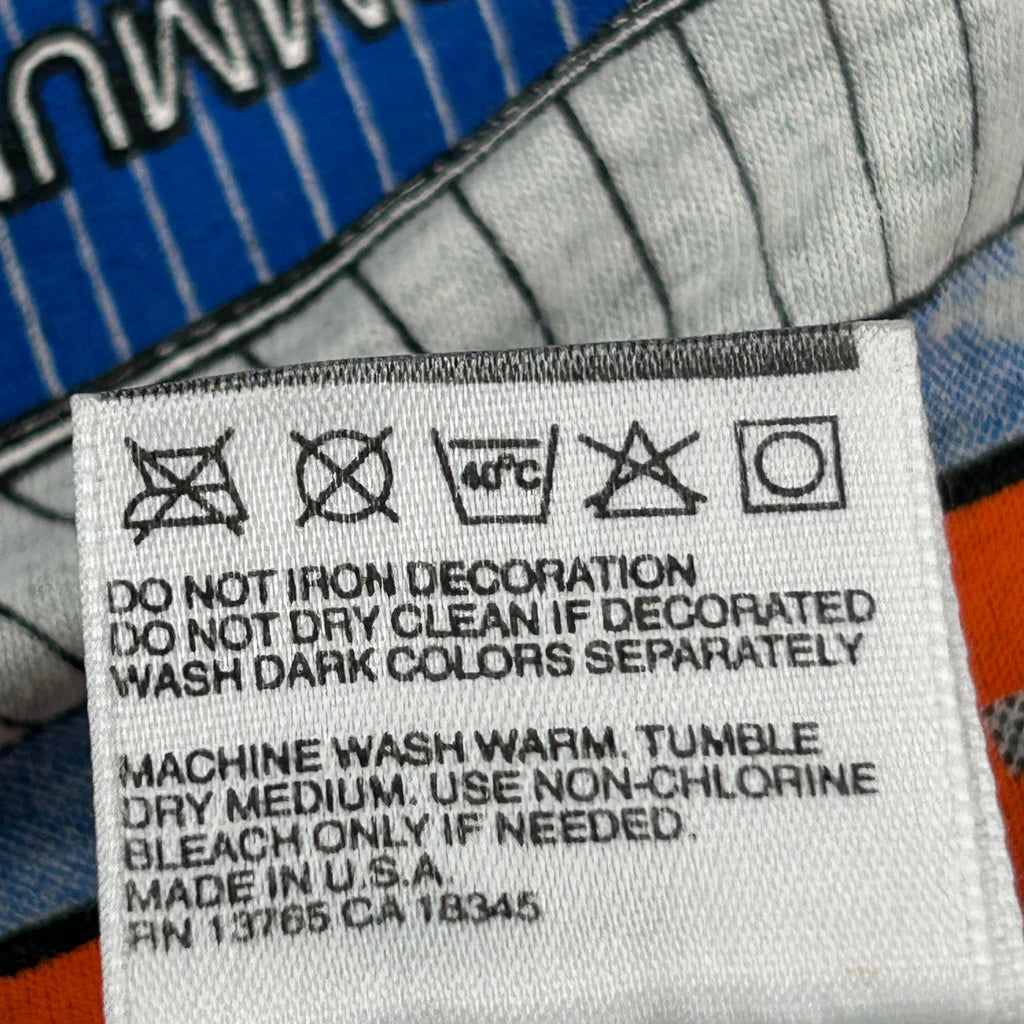 40°C
DO NOT IRON DECORATION
DO NOT DRY CLEAN IF DECORATED
WASH DARK COLORS SEPARATELY
MACHINE WASH WARM. TUMBLE
DRY MEDIUM. USE NON-CHLORINE
BLEACH ONLY IF NEEDED.
MADE IN U.S.A.
RN 13765 CA 18345